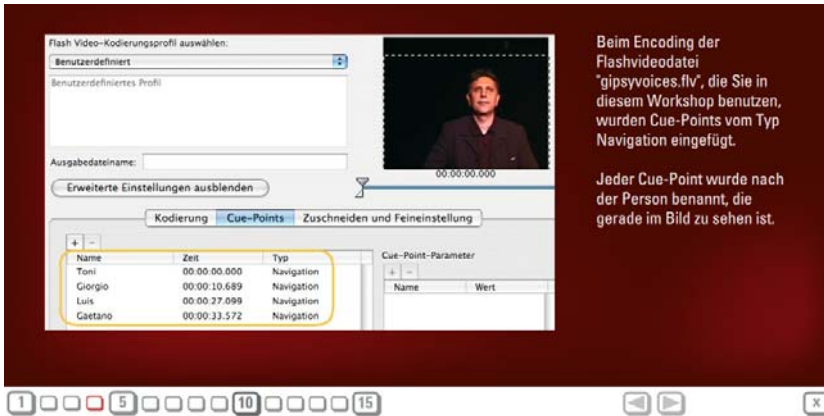 Flash Video-Kodierungsprofil auswählen:
Benutzerdefiniert
Benutzerdefiniertes Profil
Ausgabedateiname:
00:00:00.000
Erweiterte Einstellungen ausblenden
Kodierung Cue-Points Zuschneiden und Feineinstellung
+ -
Name Zeit Typ
Toni 00:00:00.000 Navigation
Giorgio 00:00:10.689 Navigation
Luis 00:00:27.099 Navigation
Gaetano 00:00:33.572 Navigation
Cue-Point-Parameter
+ -
Name Wert
Beim Encoding der
Flashvideodatei
"gipsyvoices.flv", die Sie in
diesem Workshop benutzen,
wurden Cue-Points vom Typ
Navigation eingefügt.
Jeder Cue-Point wurde nach
der Person benannt, die
gerade im Bild zu sehen ist.
1 5 10 15 x